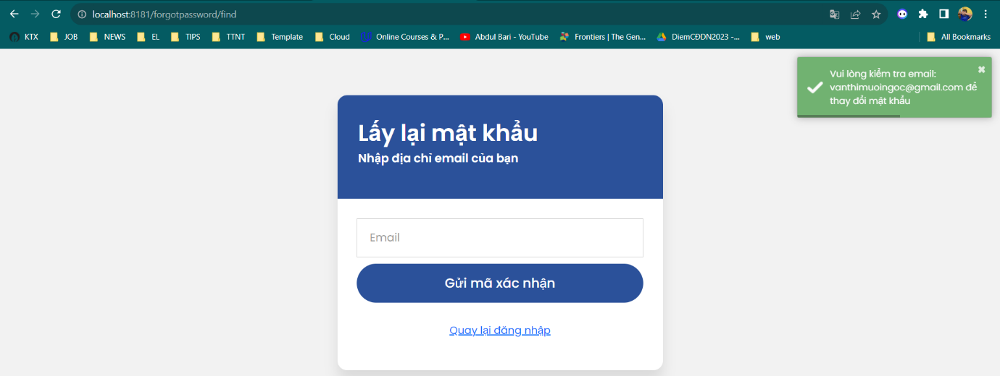 localhost:8181/forgotpassword/find
KTX JOB NEWS EL TIPS TTNT Template Cloud Online Courses & P... Abdul Bari - YouTube Frontiers | The Gen... DiemCĐDN2023 -... web All Bookmarks
Vui lòng kiểm tra email:
vanthimuoingoc@gmail.com để
thay đổi mật khẩu
Lấy lại mật khẩu
Nhập địa chỉ email của bạn
Email
Gửi mã xác nhận
Quay lại đăng nhập